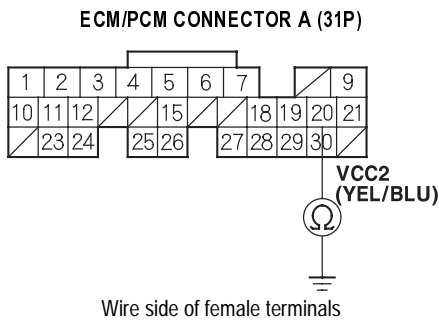 ECM/PCM CONNECTOR A (31P)
1 2 3 4 5 6 7 9
10 11 12 15 18 19 20 21
23 24 25 26 27 28 29 30
VCC2
(YEL/BLU)
Ω
Wire side of female terminals